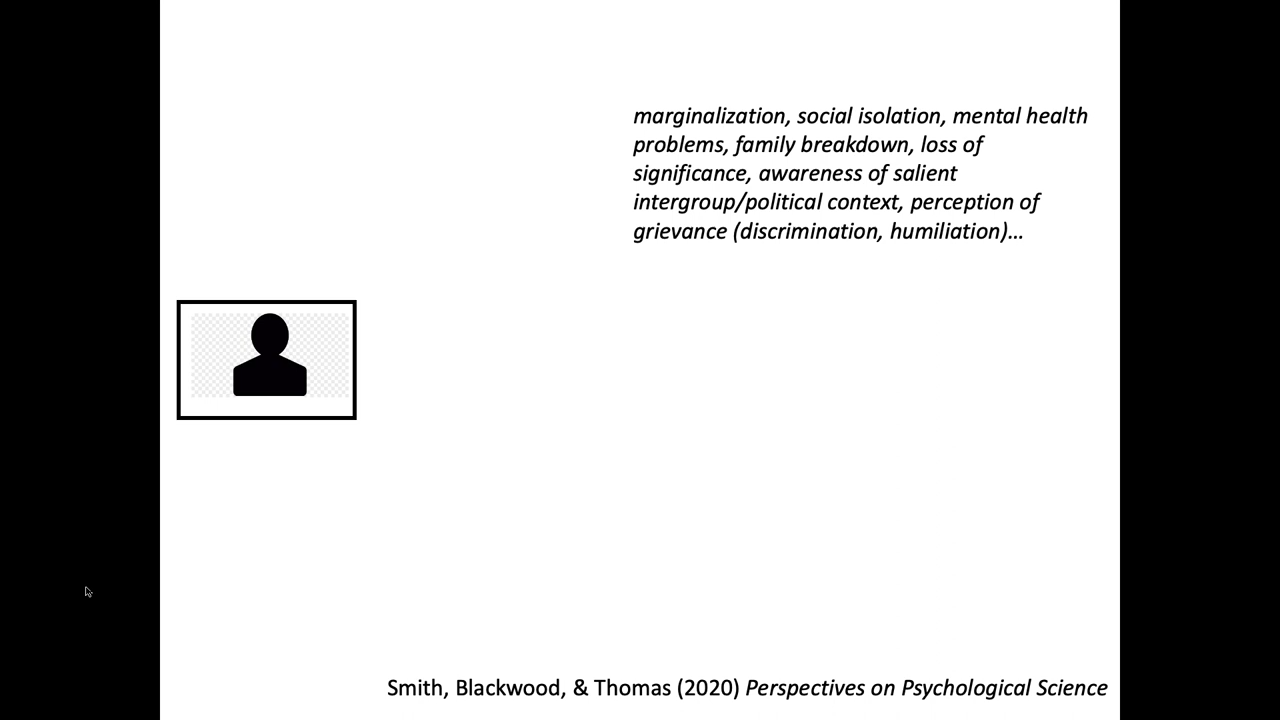 marginalization, social isolation, mental health
problems, family breakdown, loss of
significance, awareness of salient
intergroup/political context, perception of
grievance (discrimination, humiliation)…
Smith, Blackwood, & Thomas (2020) Perspectives on Psychological Science